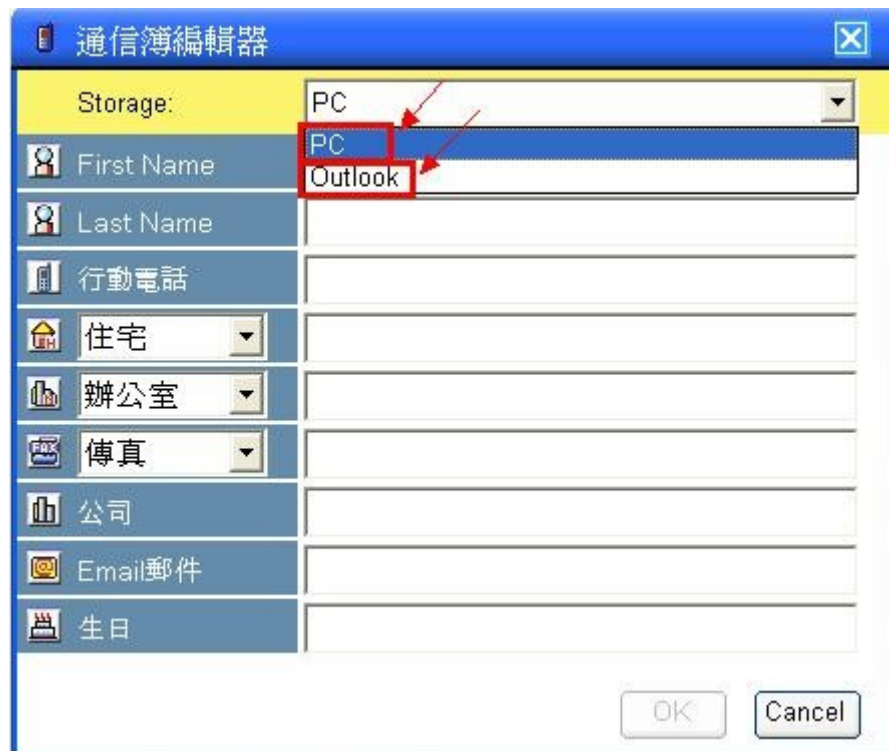 通信簿編輯器
Storage: PC
PC
First Name
Outlook
Last Name
行動電話
住宅
辦公室
傳真
公司
Email郵件
生日
OK Cancel